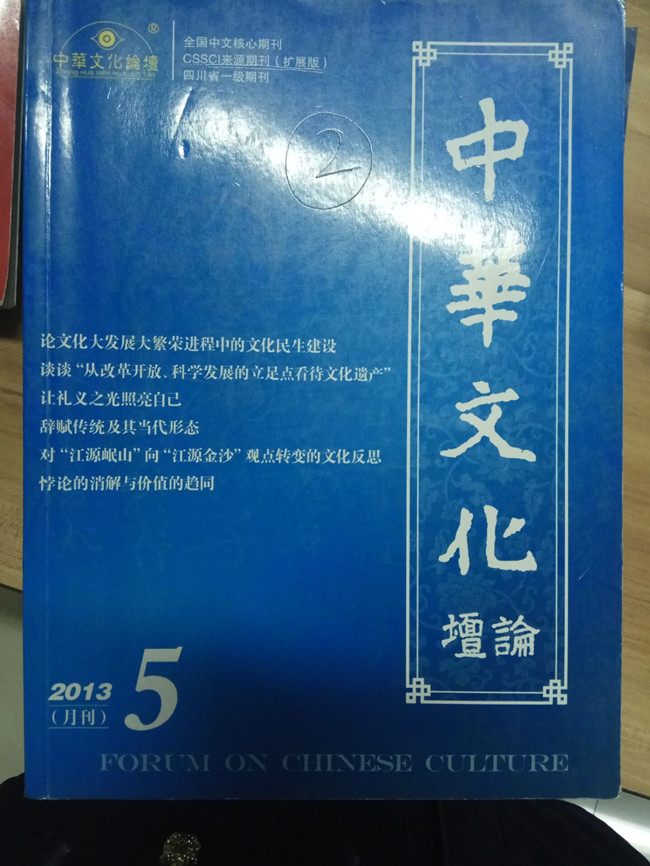 中華文化論壇
®
全国中文核心期刊
CSSCI来源期刊（扩展版）
四川省一级期刊
②
中華文化
壇論
论文化大发展大繁荣进程中的文化民生建设
谈谈“从改革开放、科学发展的立足点看待文化遗产”
让礼义之光照亮自己
辞赋传统及其当代形态
对“江源岷山”向“江源金沙”观点转变的文化反思
悖论的消解与价值的趋同
2013
（月刊）
5
FORUM ON CHINESE CULTURE